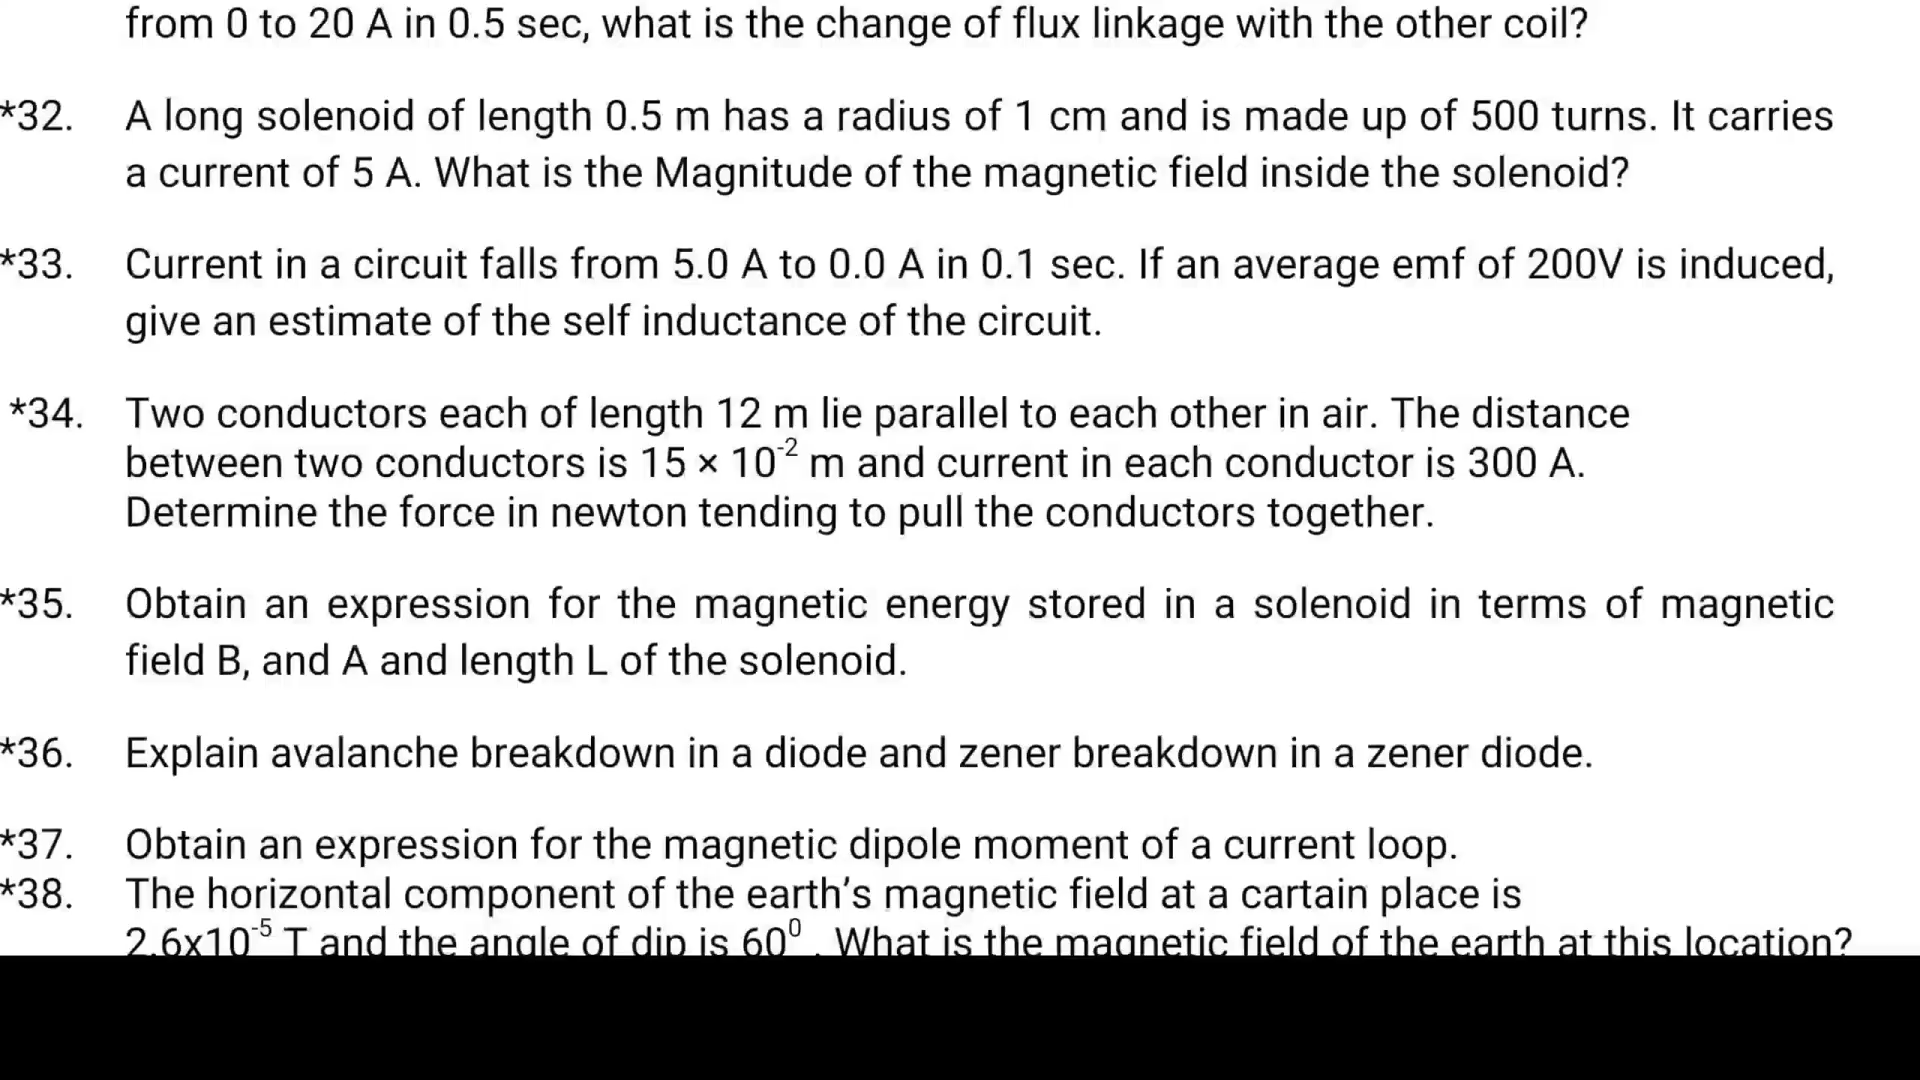 from 0 to 20 A in 0.5 sec, what is the change of flux linkage with the other coil?
*32. A long solenoid of length 0.5 m has a radius of 1 cm and is made up of 500 turns. It carries
a current of 5 A. What is the Magnitude of the magnetic field inside the solenoid?
*33. Current in a circuit falls from 5.0 A to 0.0 A in 0.1 sec. If an average emf of 200V is induced,
give an estimate of the self inductance of the circuit.
*34. Two conductors each of length 12 m lie parallel to each other in air. The distance
between two conductors is 15 × 10⁻² m and current in each conductor is 300 A.
Determine the force in newton tending to pull the conductors together.
*35. Obtain an expression for the magnetic energy stored in a solenoid in terms of magnetic
field B, and A and length L of the solenoid.
*36. Explain avalanche breakdown in a diode and zener breakdown in a zener diode.
*37. Obtain an expression for the magnetic dipole moment of a current loop.
*38. The horizontal component of the earth’s magnetic field at a cartain place is
2.6x10⁻⁵ T and the angle of dip is 60⁰ . What is the magnetic field of the earth at this location?